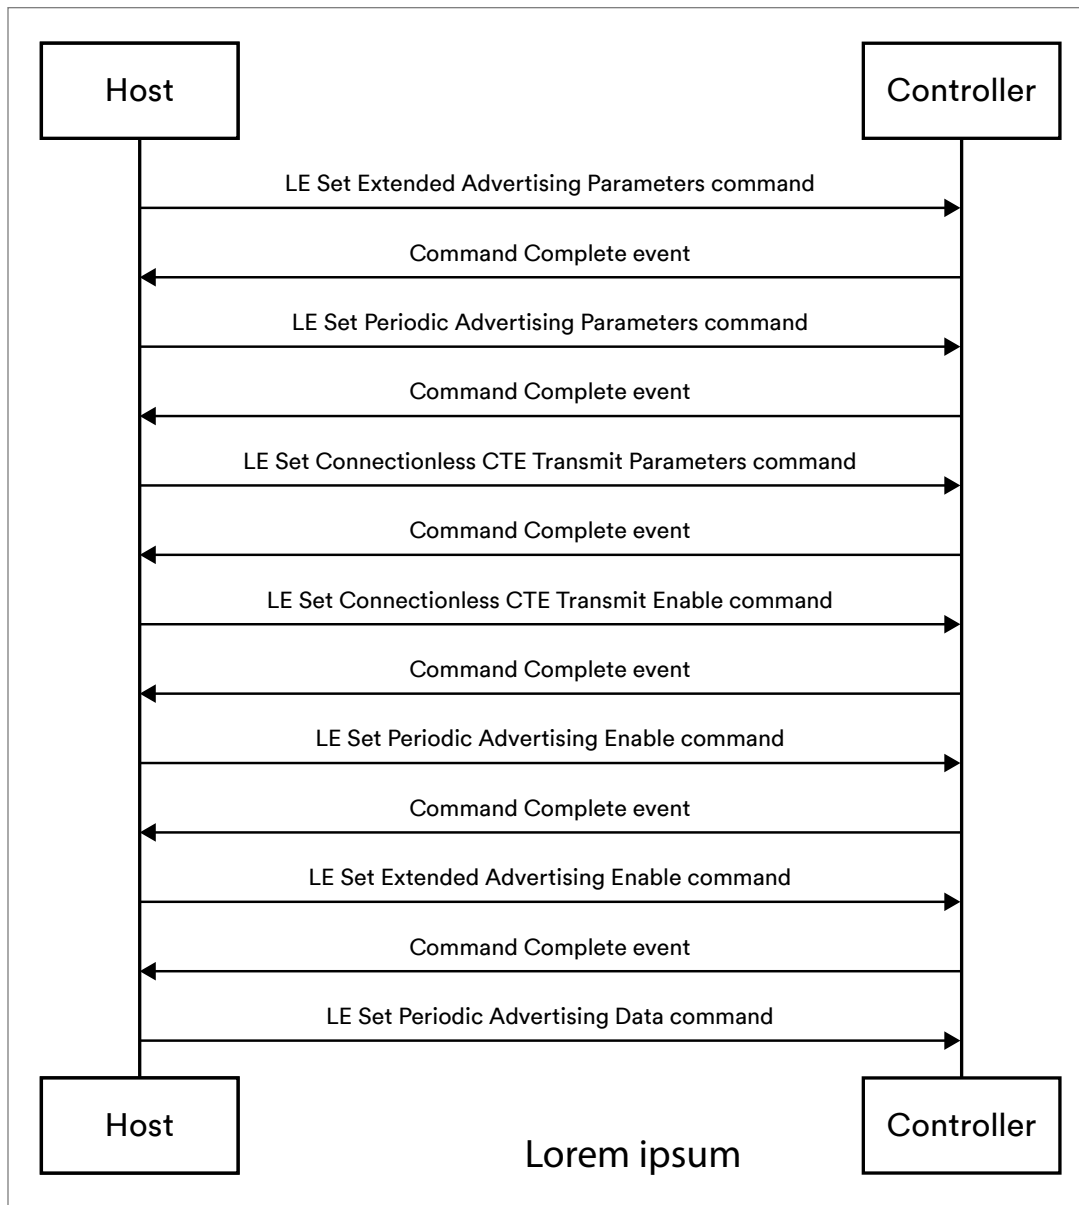 Host
Controller
LE Set Extended Advertising Parameters command
Command Complete event
LE Set Periodic Advertising Parameters command
Command Complete event
LE Set Connectionless CTE Transmit Parameters command
Command Complete event
LE Set Connectionless CTE Transmit Enable command
Command Complete event
LE Set Periodic Advertising Enable command
Command Complete event
LE Set Extended Advertising Enable command
Command Complete event
LE Set Periodic Advertising Data command
Host
Controller
Lorem ipsum